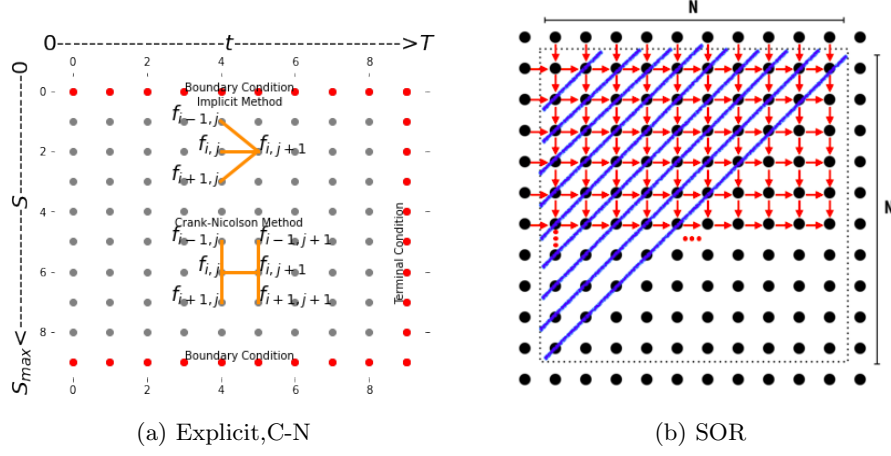 0------------------t------------------>T
N
S_max<------------S------------0
0 2 4 6 8
Boundary Condition
Implicit Method
f_{i-1,j}
f_{i,j} f_{i,j+1}
f_{i+1,j}
Crank-Nicolson Method
f_{i-1,j} f_{i-1,j+1}
f_{i,j} f_{i,j+1}
f_{i+1,j} f_{i+1,j+1}
Boundary Condition
Terminal Condition
0
2
4
6
8
0 2 4 6 8
N
(a) Explicit,C-N
(b) SOR